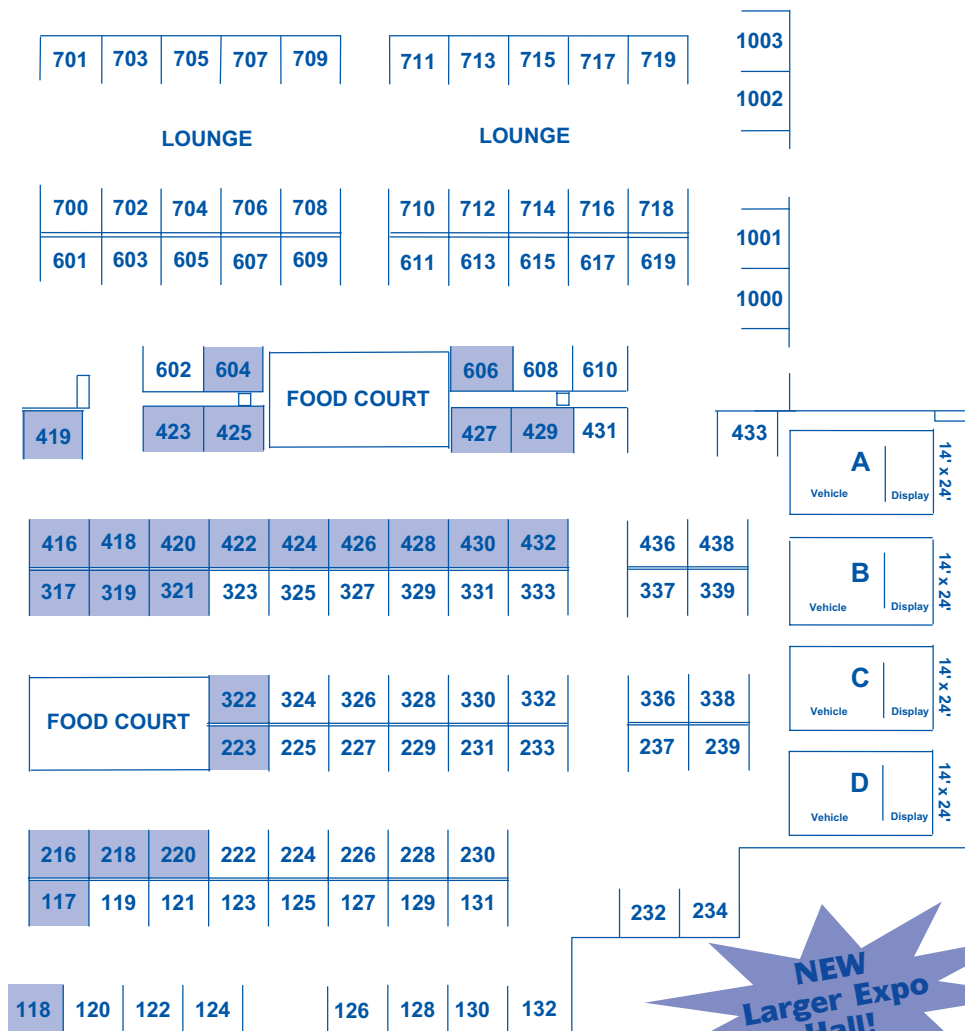 701 703 705 707 709 711 713 715 717 719 1003
1002
LOUNGE LOUNGE
700 702 704 706 708 710 712 714 716 718
1001
601 603 605 607 609 611 613 615 617 619
1000
602 604 606 608 610
FOOD COURT
419 423 425 427 429 431 433
A
Vehicle Display
14' x 24'
416 418 420 422 424 426 428 430 432 436 438
317 319 321 323 325 327 329 331 333 337 339
B
Vehicle Display
14' x 24'
322 324 326 328 330 332 336 338
FOOD COURT
223 225 227 229 231 233 237 239
C
Vehicle Display
14' x 24'
D
Vehicle Display
14' x 24'
216 218 220 222 224 226 228 230
117 119 121 123 125 127 129 131
232 234
118 120 122 124 126 128 130 132
NEW
Larger Expo
Hall!